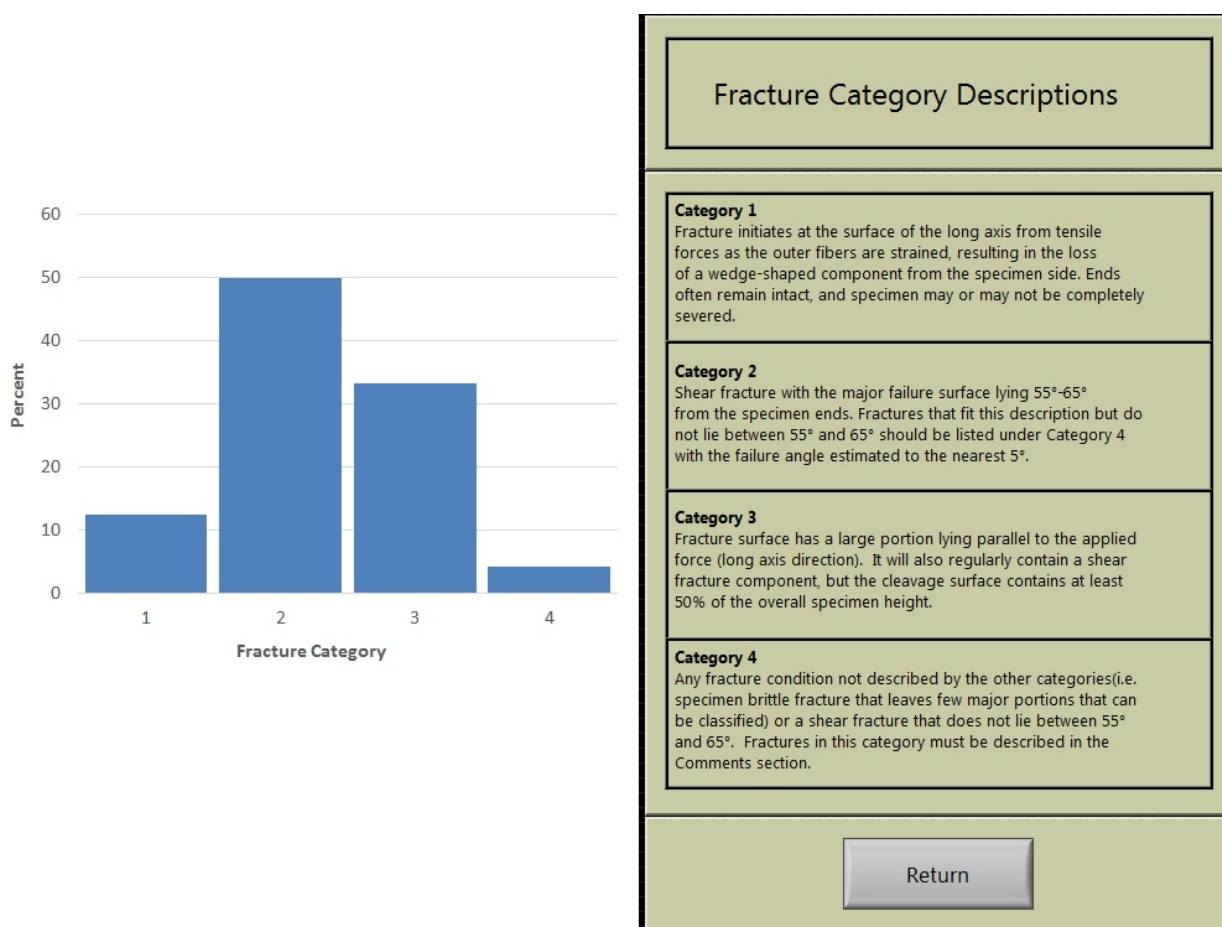 60
50
40
30
20
10
0
Percent
1 2 3 4
Fracture Category
Fracture Category Descriptions
Category 1
Fracture initiates at the surface of the long axis from tensile
forces as the outer fibers are strained, resulting in the loss
of a wedge-shaped component from the specimen side. Ends
often remain intact, and specimen may or may not be completely
severed.
Category 2
Shear fracture with the major failure surface lying 55°-65°
from the specimen ends. Fractures that fit this description but do
not lie between 55° and 65° should be listed under Category 4
with the failure angle estimated to the nearest 5°.
Category 3
Fracture surface has a large portion lying parallel to the applied
force (long axis direction).  It will also regularly contain a shear
fracture component, but the cleavage surface contains at least
50% of the overall specimen height.
Category 4
Any fracture condition not described by the other categories(i.e.
specimen brittle fracture that leaves few major portions that can
be classified) or a shear fracture that does not lie between 55°
and 65°.  Fractures in this category must be described in the
Comments section.
Return